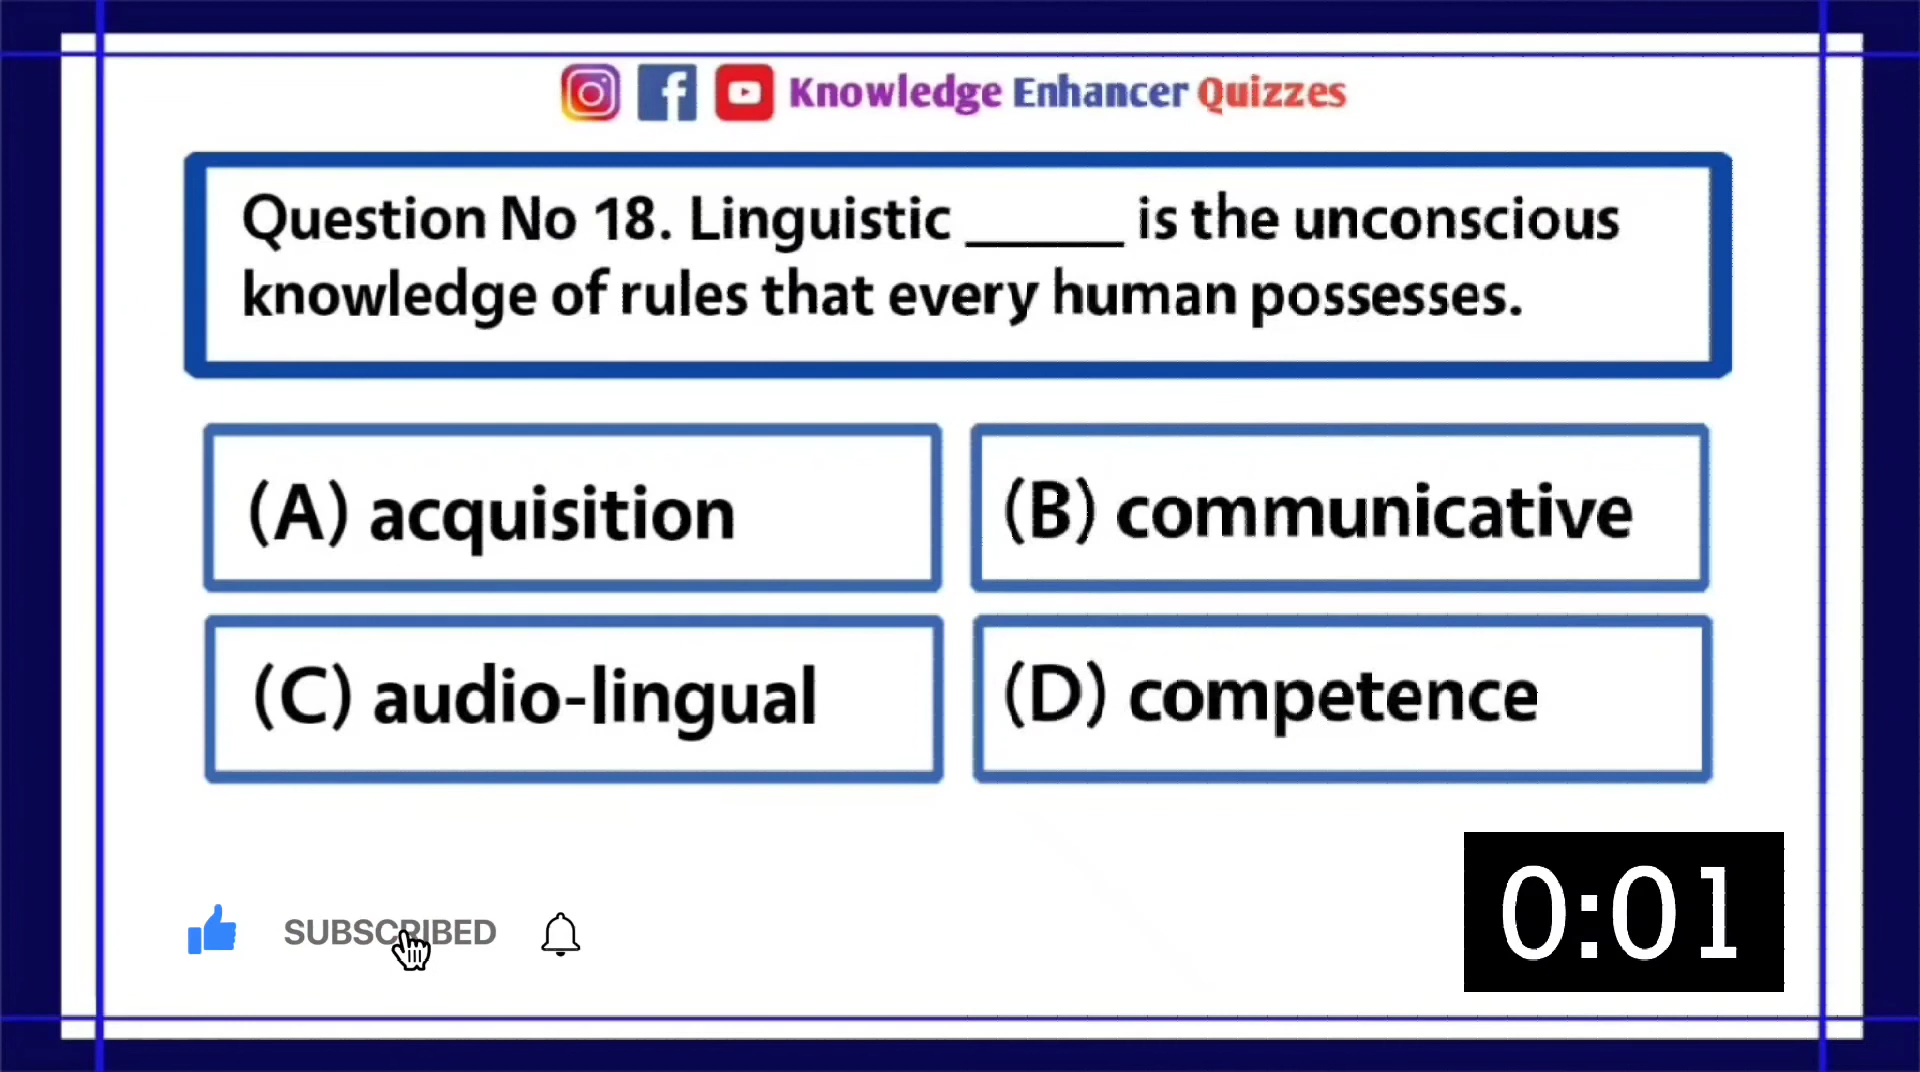 Knowledge Enhancer Quizzes
Question No 18. Linguistic _____ is the unconscious
knowledge of rules that every human possesses.
(A) acquisition
(B) communicative
(C) audio-lingual
(D) competence
SUBSCRIBED
0:01